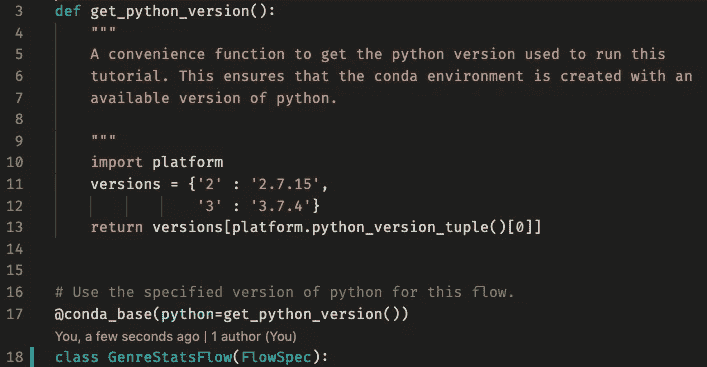 3 def get_python_version():
4     """
5     A convenience function to get the python version used to run this
6     tutorial. This ensures that the conda environment is created with an
7     available version of python.
8
9     """
10     import platform
11     versions = {'2' : '2.7.15',
12                 '3' : '3.7.4'}
13     return versions[platform.python_version_tuple()[0]]
14
15
16 # Use the specified version of python for this flow.
17 @conda_base(python=get_python_version())
You, a few seconds ago | 1 author (You)
18 class GenreStatsFlow(FlowSpec):